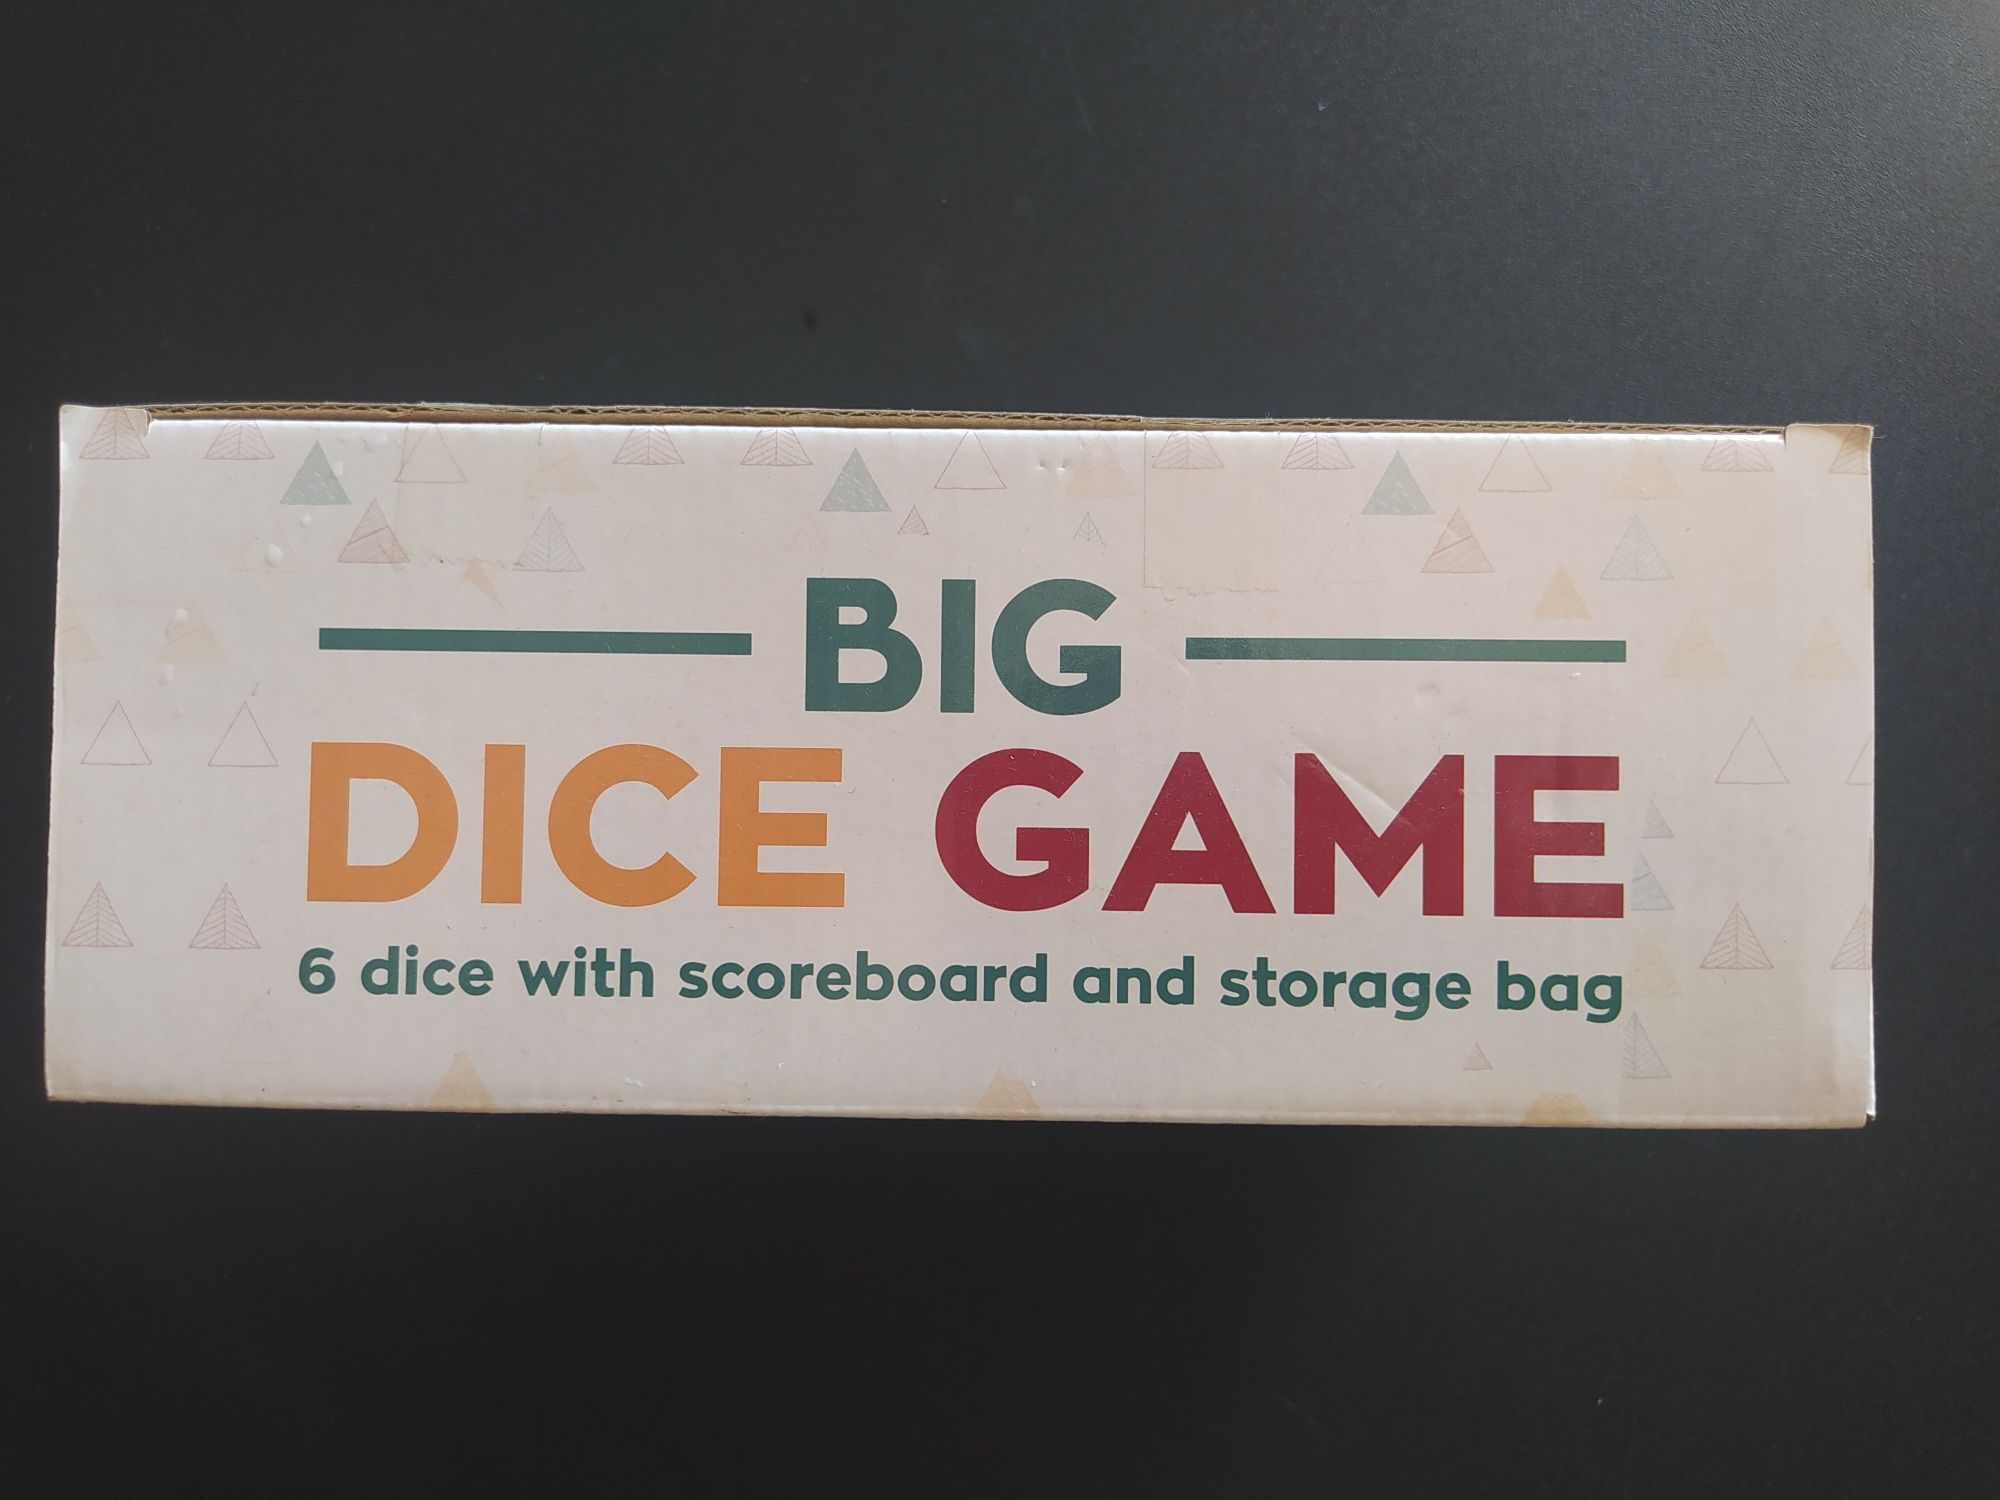 BIG
DICE GAME
6 dice with scoreboard and storage bag